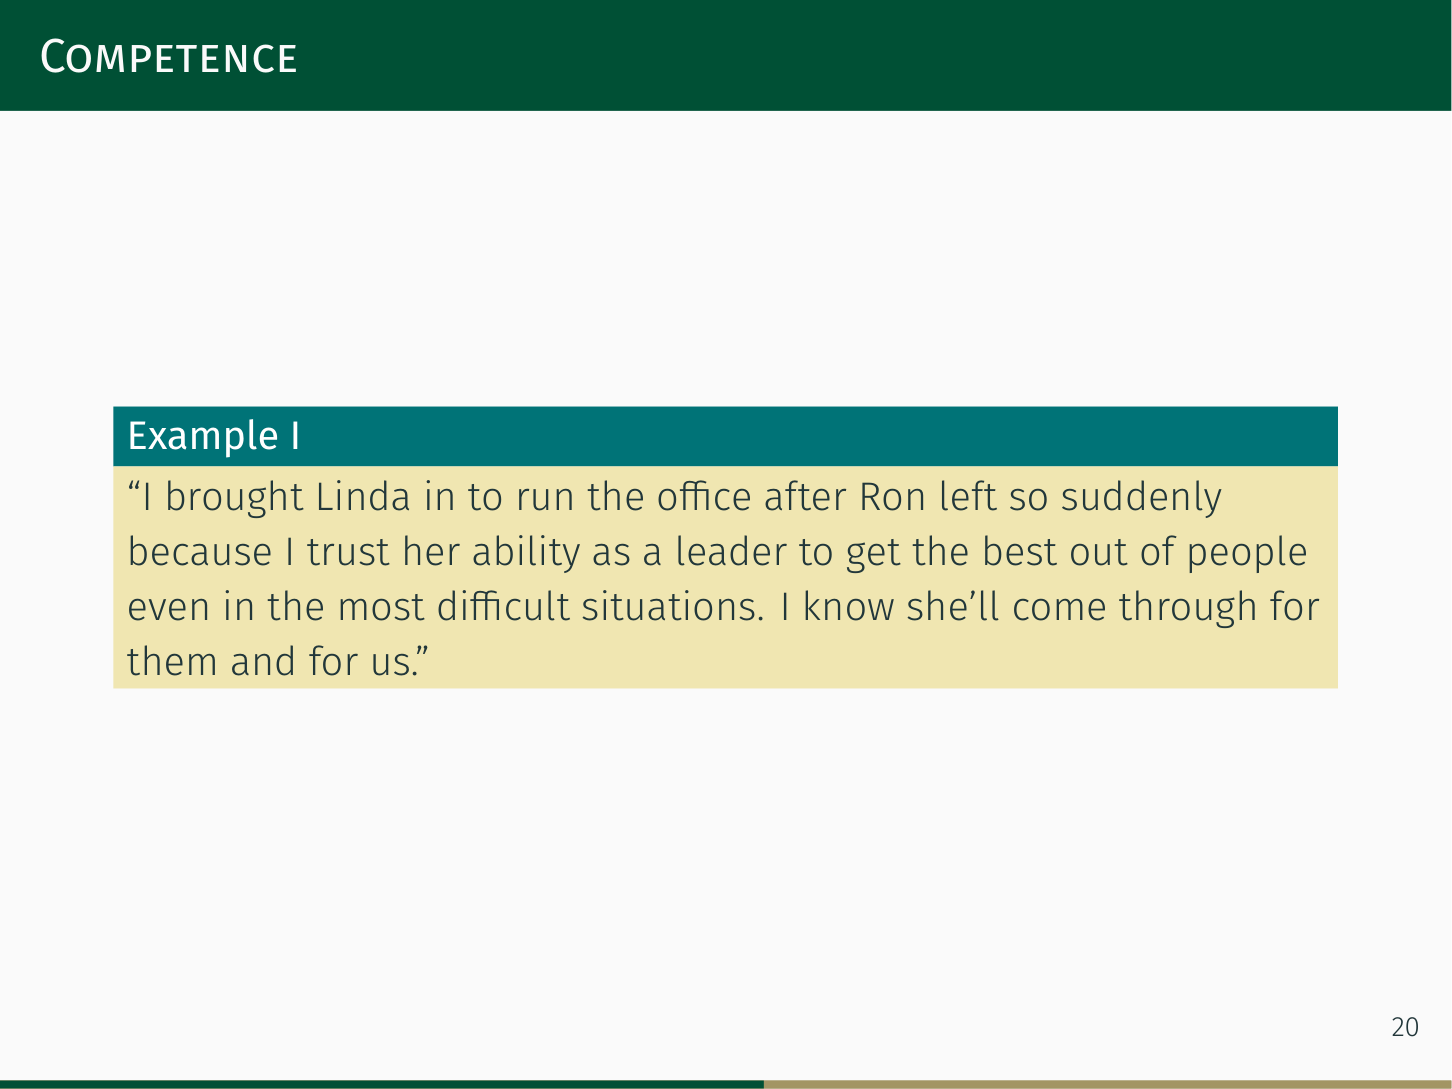 Competence
Example I
“I brought Linda in to run the office after Ron left so suddenly
because I trust her ability as a leader to get the best out of people
even in the most difficult situations. I know she’ll come through for
them and for us.”
20